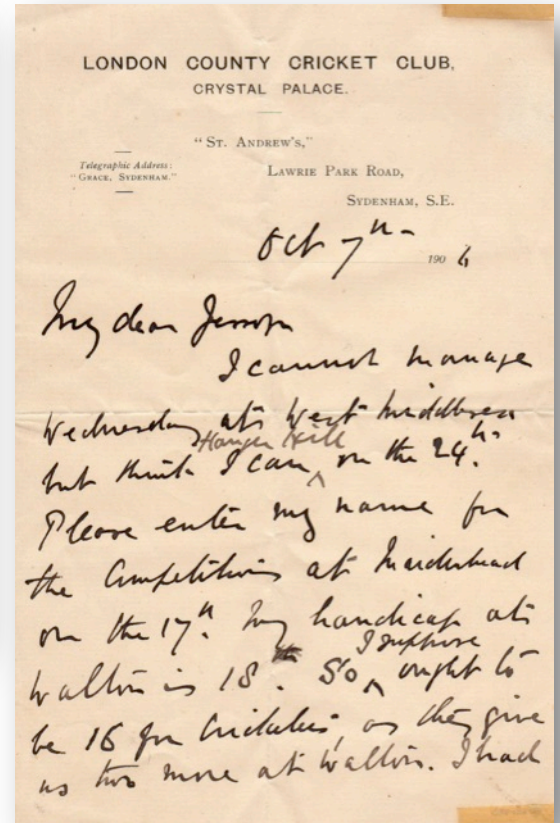 LONDON COUNTY CRICKET CLUB,
CRYSTAL PALACE.
"ST. ANDREW'S,"
Telegraphic Address:
"GRACE, SYDENHAM."
LAWRIE PARK ROAD,
SYDENHAM, S.E.
Oct 7th 1906
My dear Jessop
I cannot manage
Wednesday at West Middlesex
Hanger Hill
but think I can ^ on the 24th.
Please enter my name for
the Competitions at Maidenhead
on the 17th. My handicap at
I suppose
Walton is 18. So ^ ought to
be 16 for Cricketers, as they give
us two more at Walton. I had